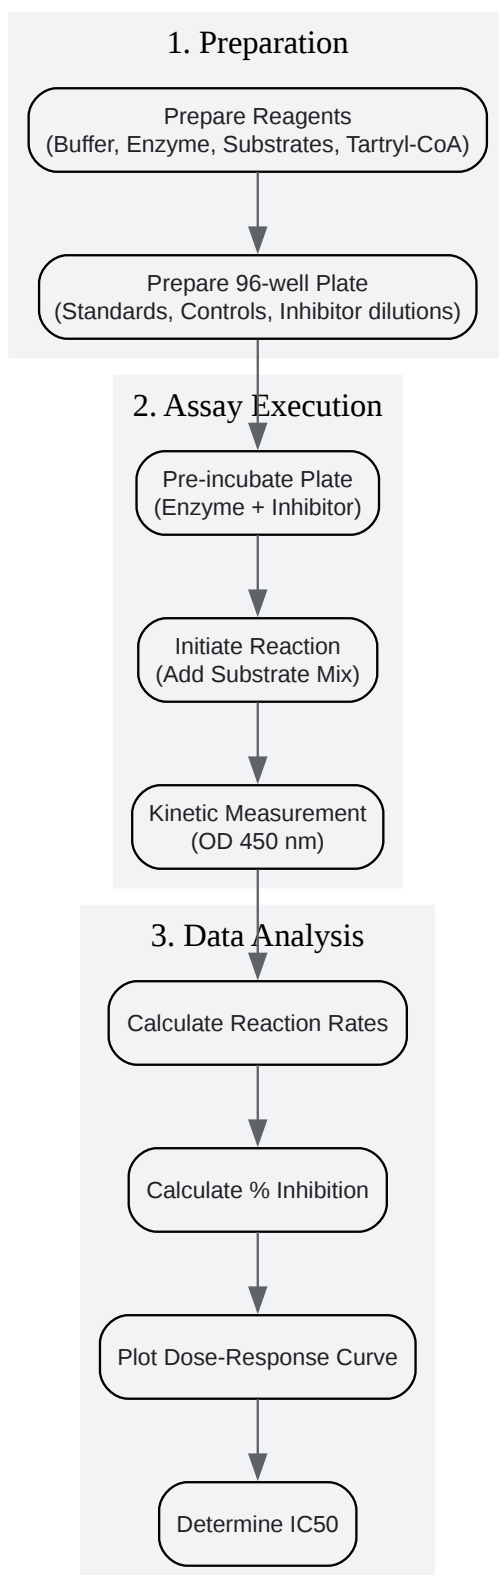 1. Preparation
Prepare Reagents
(Buffer, Enzyme, Substrates, Tartryl-CoA)
Prepare 96-well Plate
(Standards, Controls, Inhibitor dilutions)
2. Assay Execution
Pre-incubate Plate
(Enzyme + Inhibitor)
Initiate Reaction
(Add Substrate Mix)
Kinetic Measurement
(OD 450 nm)
3. Data Analysis
Calculate Reaction Rates
Calculate % Inhibition
Plot Dose-Response Curve
Determine IC50